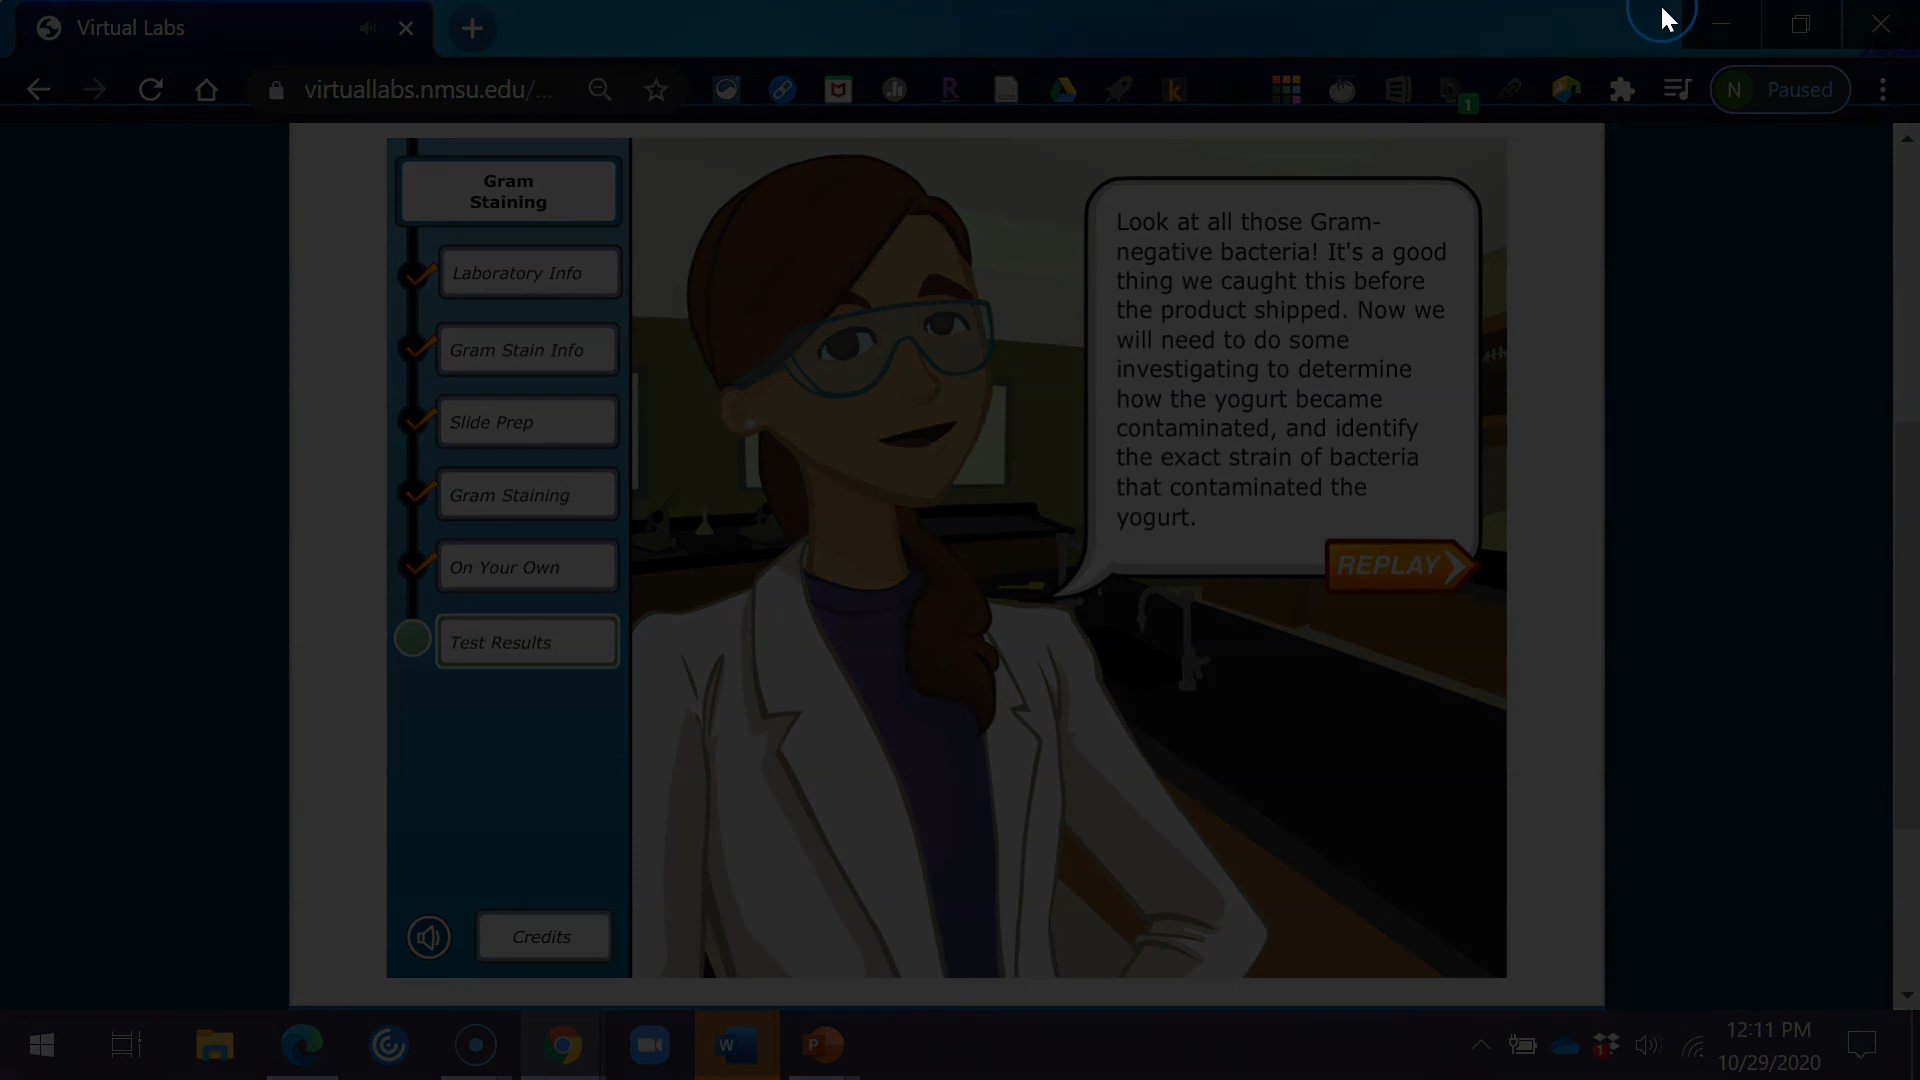 Virtual Labs
virtuallabs.nmsu.edu/...
1
N
Paused
Gram
Staining
Laboratory Info
Gram Stain Info
Slide Prep
Gram Staining
On Your Own
Test Results
Credits
Look at all those Gram-
negative bacteria! It's a good
thing we caught this before
the product shipped. Now we
will need to do some
investigating to determine
how the yogurt became
contaminated, and identify
the exact strain of bacteria
that contaminated the
yogurt.
REPLAY
12:11 PM
10/29/2020